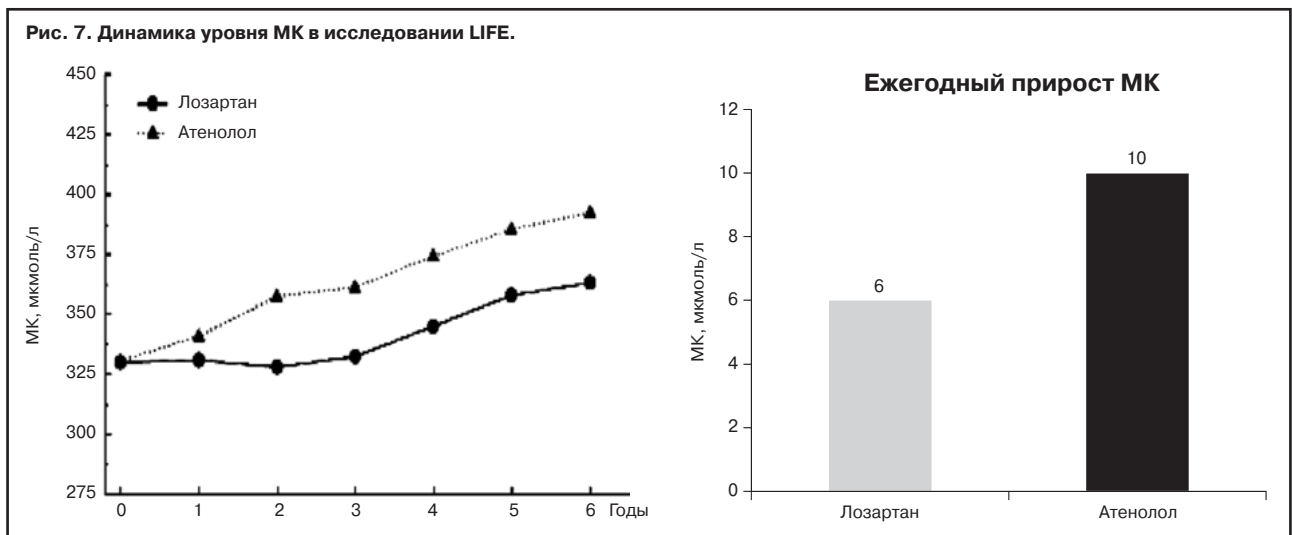 Рис. 7. Динамика уровня МК в исследовании LIFE.
МК, мкмоль/л
450
425
400
375
350
325
300
275
Лозартан
Атенолол
0 1 2 3 4 5 6 Годы
Ежегодный прирост МК
МК, мкмоль/л
12
10
8
6
4
2
0
6
10
Лозартан Атенолол